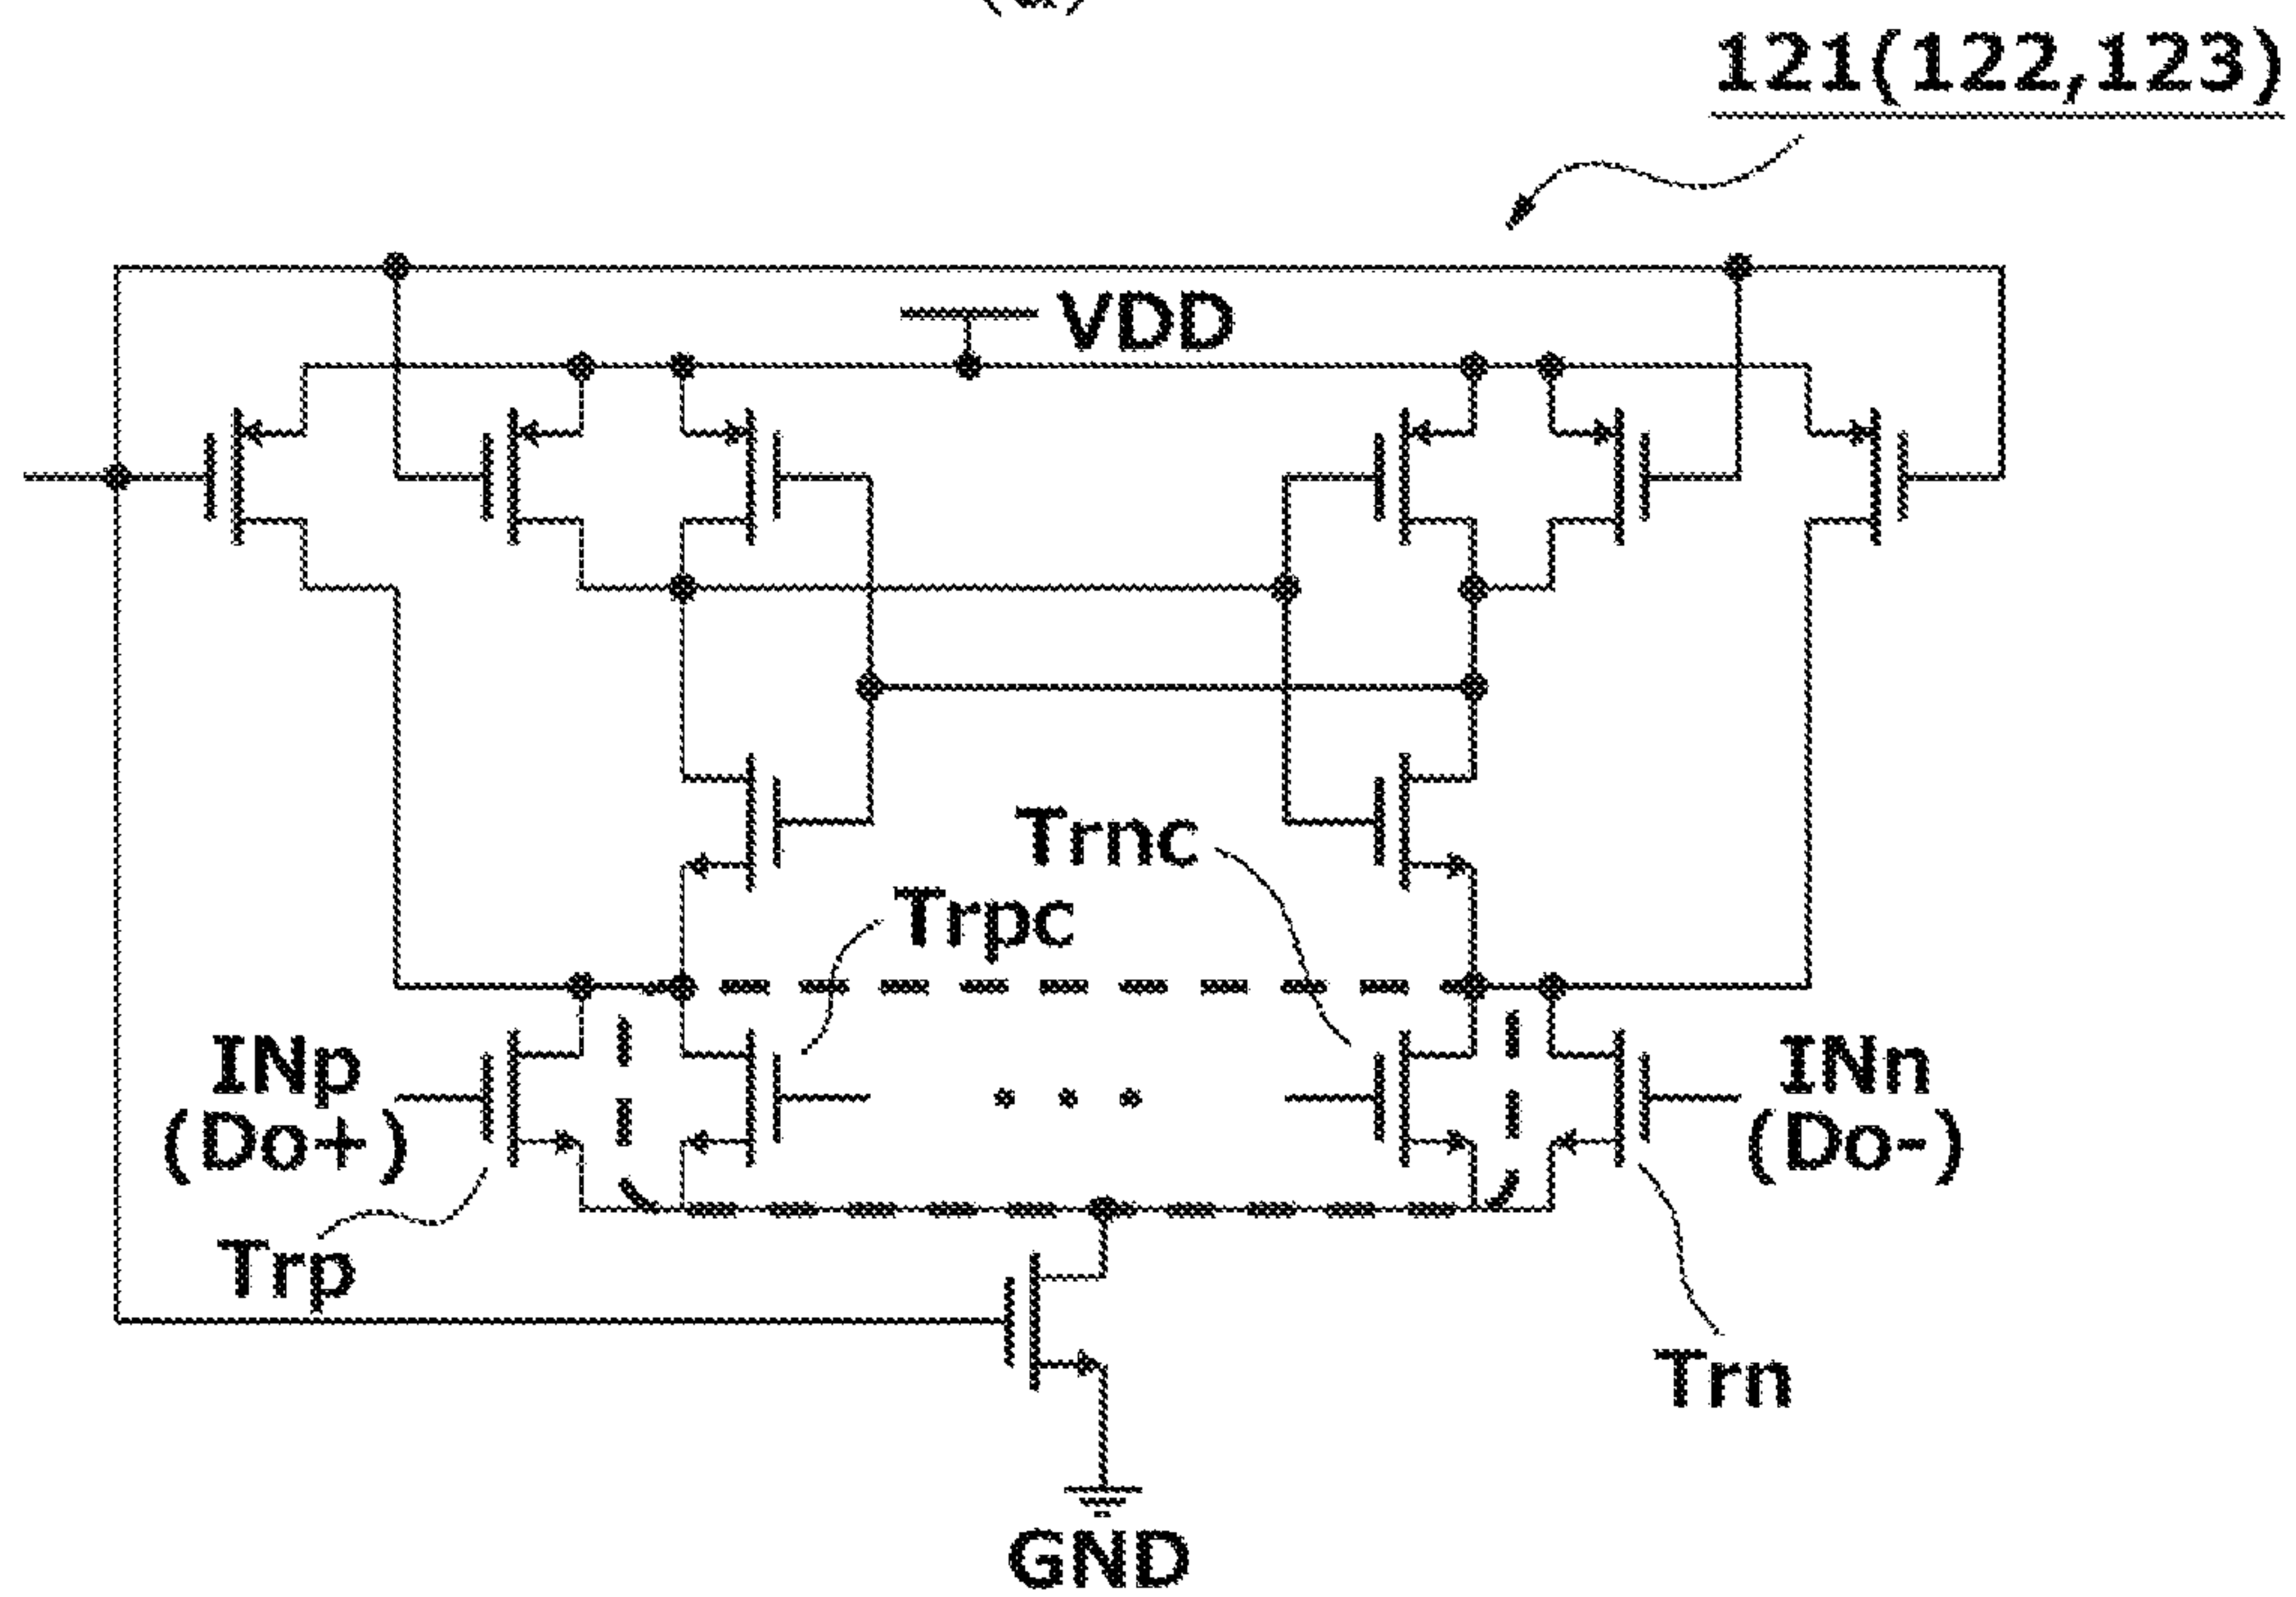 121(122,123)
VDD
Trnc
Trpc
INp
(Do+)
INn
(Do-)
Trp
Trn
GND